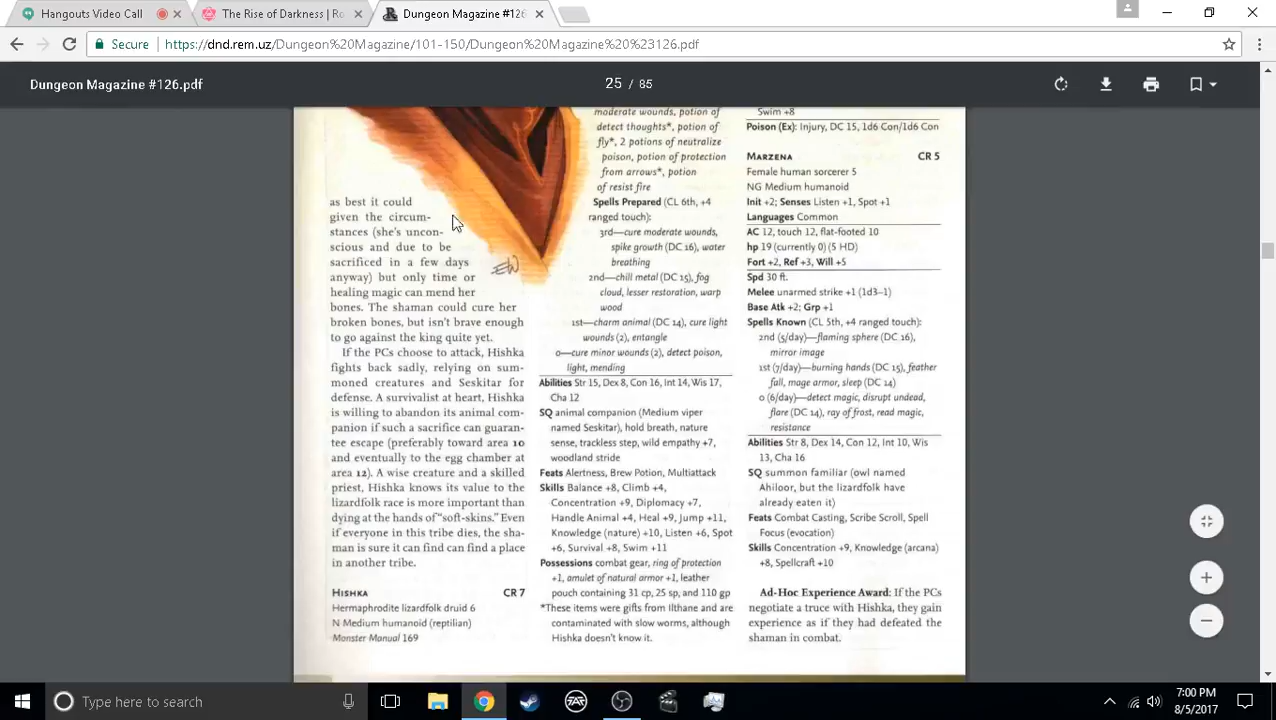 Hangouts Video Call
The Rise of Darkness | Ro
Dungeon Magazine #126
Secure
https://dnd.rem.uz/Dungeon%20Magazine/101-150/Dungeon%20Magazine%20%23126.pdf
Dungeon Magazine #126.pdf
25 / 85
as best it could
given the circum-
stances (she's uncon-
scious and due to be
sacrificed in a few days
anyway) but only time or
healing magic can mend her
bones. The shaman could cure her
broken bones, but isn't brave enough
to go against the king quite yet.
If the PCs choose to attack, Hishka
fights back sadly, relying on sum-
moned creatures and Seskitar for
defense. A survivalist at heart, Hishka
is willing to abandon its animal com-
panion if such a sacrifice can guaran-
tee escape (preferably toward area 10
and eventually to the egg chamber at
area 12). A wise creature and a skilled
priest, Hishka knows its value to the
lizardfolk race is more important than
dying at the hands of "soft-skins." Even
if everyone in this tribe dies, the sha-
man is sure it can find can find a place
in another tribe.
HISHKA CR 7
Hermaphrodite lizardfolk druid 6
N Medium humanoid (reptilian)
Monster Manual 169
EW
moderate wounds, potion of
detect thoughts*, potion of
fly*, 2 potions of neutralize
poison, potion of protection
from arrows*, potion
of resist fire
Spells Prepared (CL 6th, +4
ranged touch):
3rd—cure moderate wounds,
spike growth (DC 16), water
breathing
2nd—chill metal (DC 15), fog
cloud, lesser restoration, warp
wood
1st—charm animal (DC 14), cure light
wounds (2), entangle
0—cure minor wounds (2), detect poison,
light, mending
Abilities Str 15, Dex 8, Con 16, Int 14, Wis 17,
Cha 12
SQ animal companion (Medium viper
named Seskitar), hold breath, nature
sense, trackless step, wild empathy +7,
woodland stride
Feats Alertness, Brew Potion, Multiattack
Skills Balance +8, Climb +4,
Concentration +9, Diplomacy +7,
Handle Animal +4, Heal +9, Jump +11,
Knowledge (nature) +10, Listen +6, Spot
+6, Survival +8, Swim +11
Possessions combat gear, ring of protection
+1, amulet of natural armor +1, leather
pouch containing 31 cp, 25 sp, and 110 gp
*These items were gifts from Ilthane and are
contaminated with slow worms, although
Hishka doesn't know it.
Swim +8
Poison (Ex): Injury, DC 15, 1d6 Con/1d6 Con
MARZENA CR 5
Female human sorcerer 5
NG Medium humanoid
Init +2; Senses Listen +1, Spot +1
Languages Common
AC 12, touch 12, flat-footed 10
hp 19 (currently 0) (5 HD)
Fort +2, Ref +3, Will +5
Spd 30 ft.
Melee unarmed strike +1 (1d3–1)
Base Atk +2; Grp +1
Spells Known (CL 5th, +4 ranged touch):
2nd (5/day)—flaming sphere (DC 16),
mirror image
1st (7/day)—burning hands (DC 15), feather
fall, mage armor, sleep (DC 14)
0 (6/day)—detect magic, disrupt undead,
flare (DC 14), ray of frost, read magic,
resistance
Abilities Str 8, Dex 14, Con 12, Int 10, Wis
13, Cha 16
SQ summon familiar (owl named
Ahiloor, but the lizardfolk have
already eaten it)
Feats Combat Casting, Scribe Scroll, Spell
Focus (evocation)
Skills Concentration +9, Knowledge (arcana)
+8, Spellcraft +10
Ad-Hoc Experience Award: If the PCs
negotiate a truce with Hishka, they gain
experience as if they had defeated the
shaman in combat.
Type here to search
7:00 PM
8/5/2017